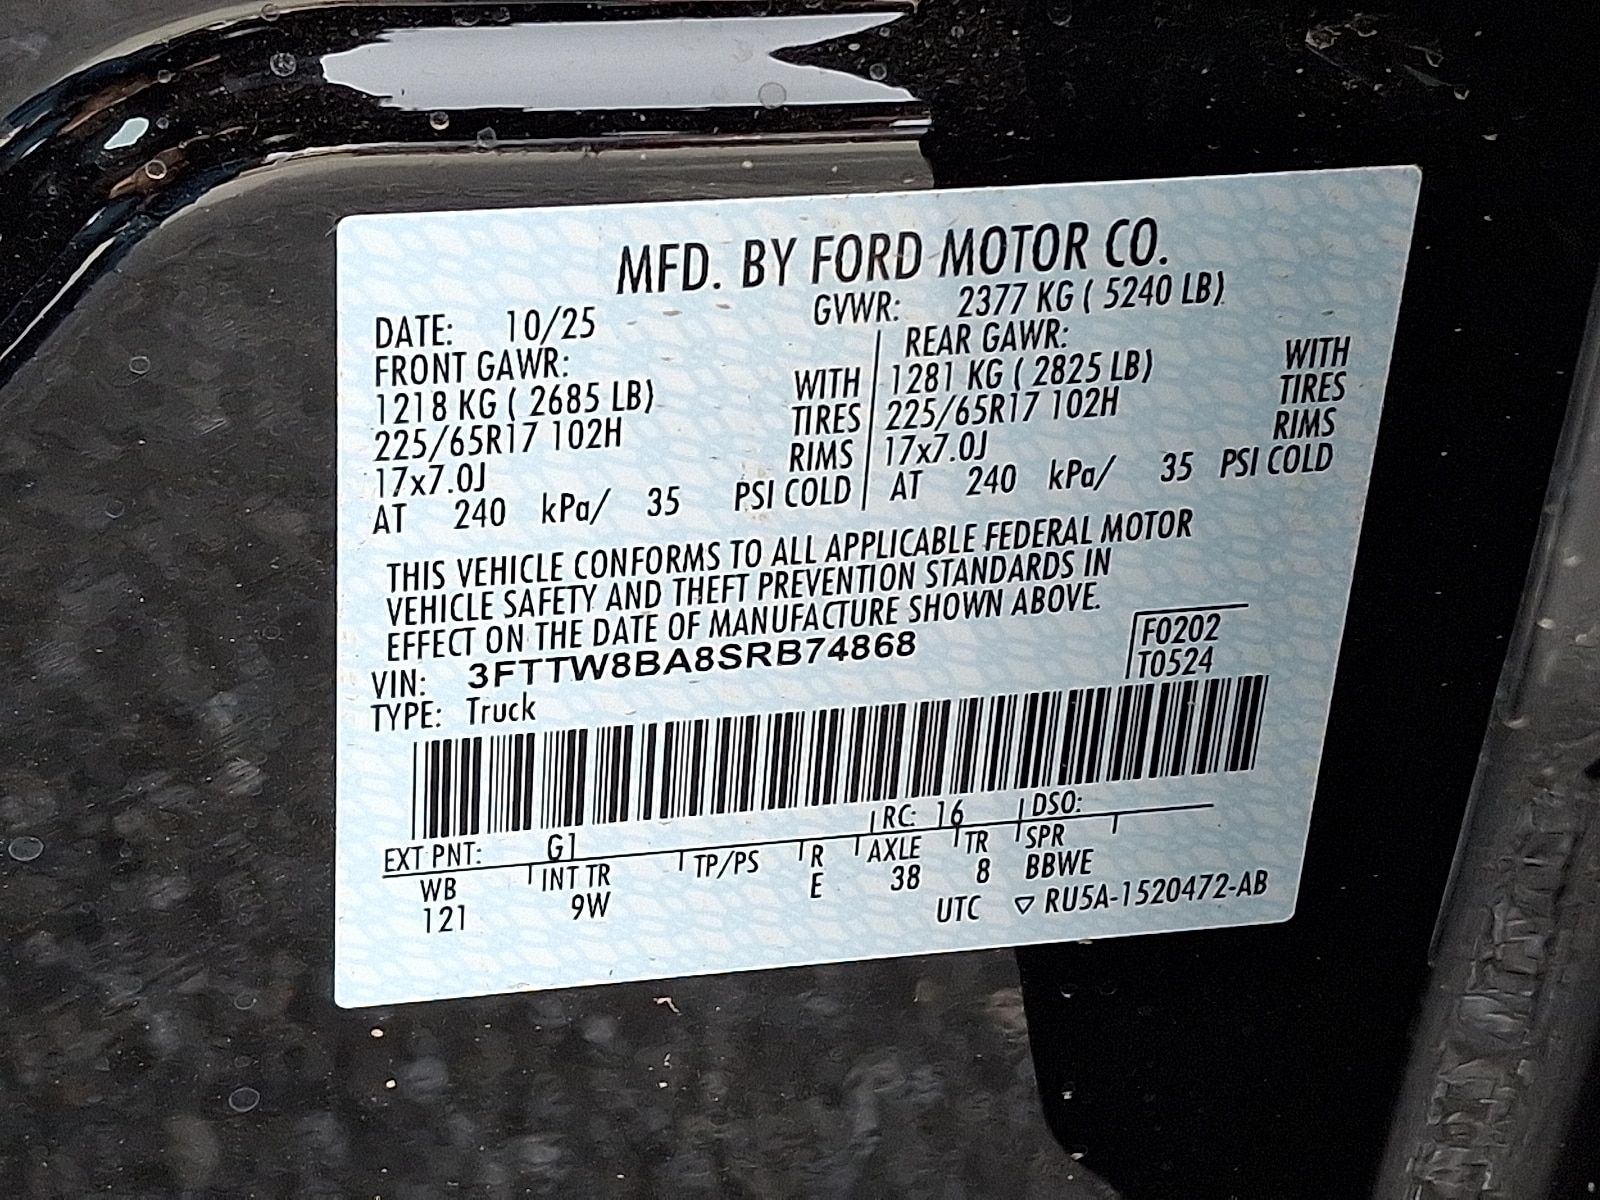 MFD. BY FORD MOTOR CO.
DATE: 10/25 GVWR: 2377 KG ( 5240 LB)
FRONT GAWR: REAR GAWR:
1218 KG ( 2685 LB) WITH 1281 KG ( 2825 LB) WITH
225/65R17 102H TIRES 225/65R17 102H TIRES
17x7.0J RIMS 17x7.0J RIMS
AT 240 kPa/ 35 PSI COLD AT 240 kPa/ 35 PSI COLD
THIS VEHICLE CONFORMS TO ALL APPLICABLE FEDERAL MOTOR
VEHICLE SAFETY AND THEFT PREVENTION STANDARDS IN
EFFECT ON THE DATE OF MANUFACTURE SHOWN ABOVE.
F0202
VIN: 3FTTW8BA8SRB74868
T0524
TYPE: Truck
EXT PNT: G1 RC: 16 DSO:
WB INT TR TP/PS R AXLE TR SPR
121 9W E 38 8 BBWE
UTC ▽ RU5A-1520472-AB